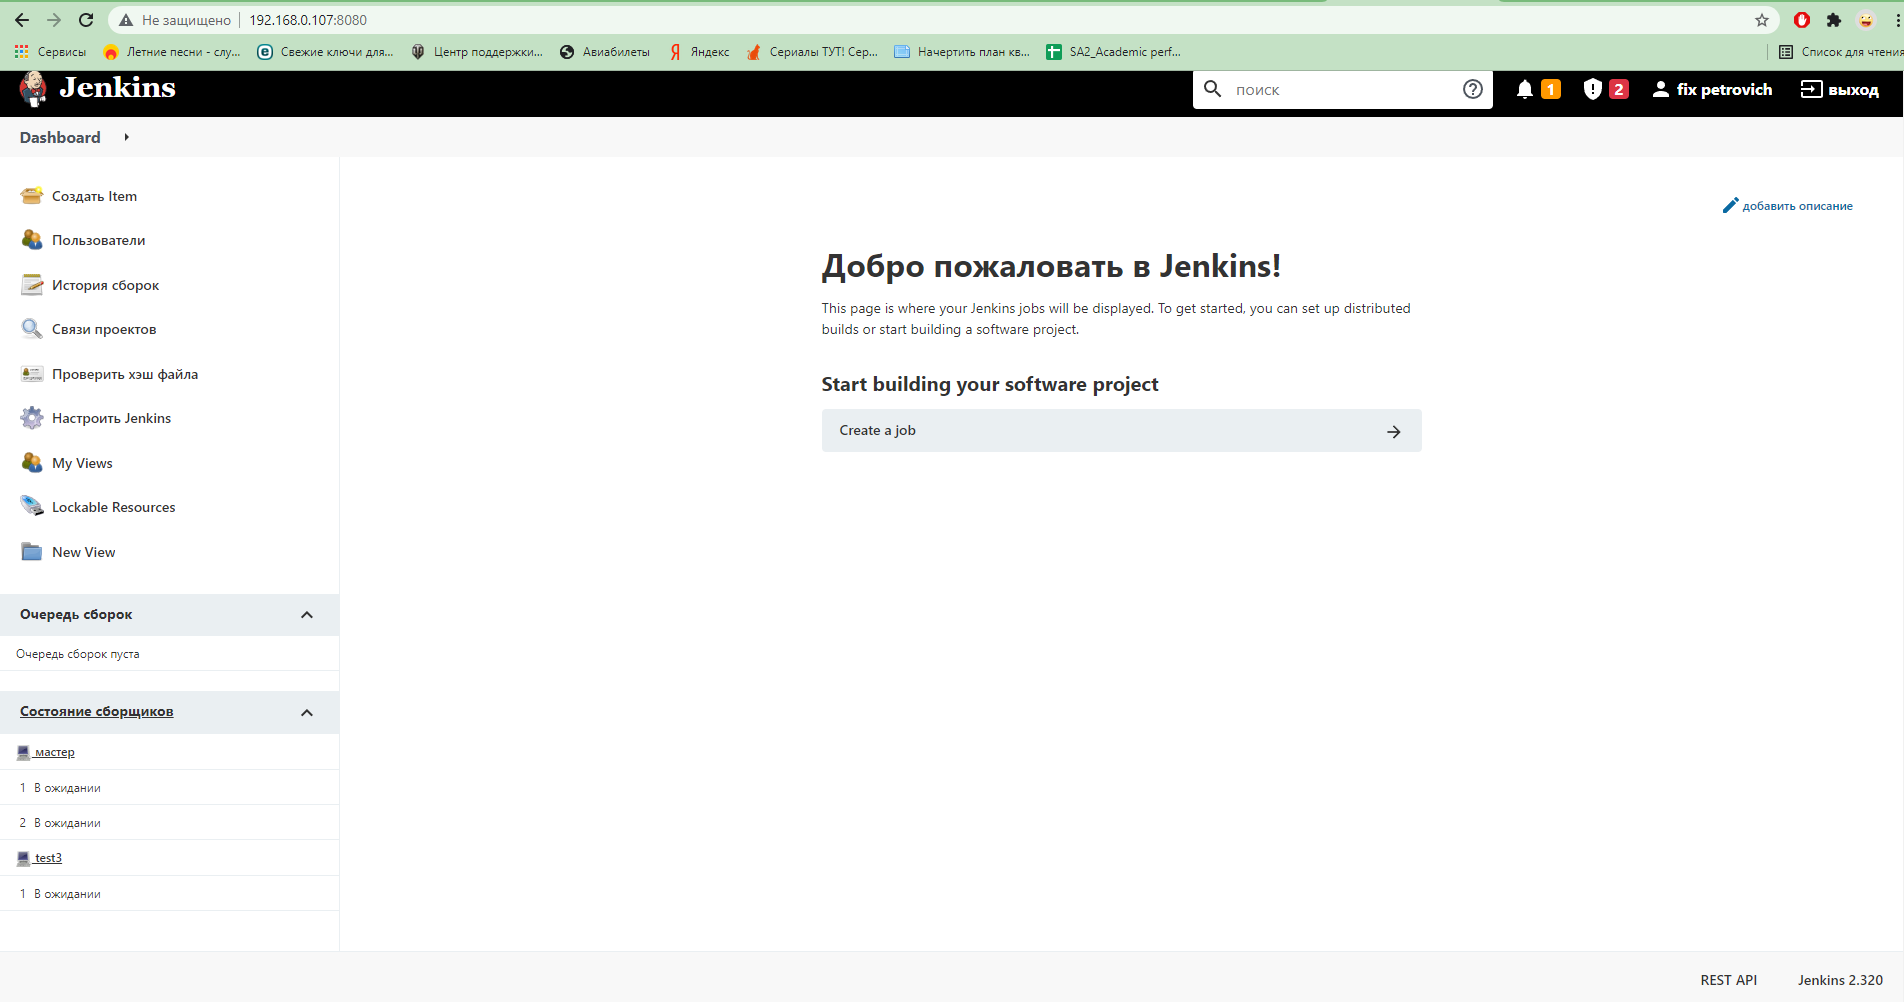 Не защищено 192.168.0.107:8080
Сервисы Летние песни - слу... Свежие ключи для... Центр поддержки... Авиабилеты Яндекс Сериалы ТУТ! Сер... Начертить план кв... SA2_Academic perf... Список для чтения
Jenkins поиск 1 2 fix petrovich выход
Dashboard
Создать Item
Пользователи
История сборок
Связи проектов
Проверить хэш файла
Настроить Jenkins
My Views
Lockable Resources
New View
Очередь сборок
Очередь сборок пуста
Состояние сборщиков
мастер
1 В ожидании
2 В ожидании
test3
1 В ожидании
добавить описание
Добро пожаловать в Jenkins!
This page is where your Jenkins jobs will be displayed. To get started, you can set up distributed
builds or start building a software project.
Start building your software project
Create a job
REST API Jenkins 2.320